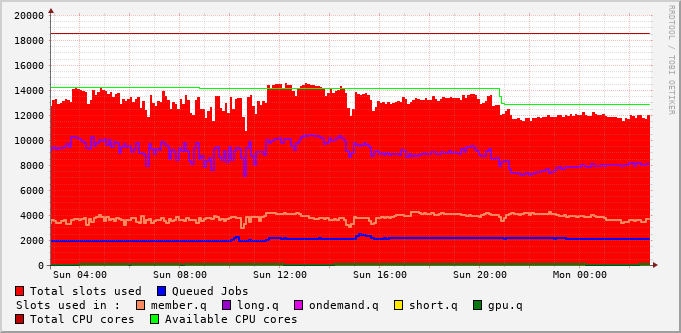 RRDTOOL / TOBI OETIKER
20000
18000
16000
14000
12000
10000
8000
6000
4000
2000
0
Sun 04:00 Sun 08:00 Sun 12:00 Sun 16:00 Sun 20:00 Mon 00:00
Total slots used Queued Jobs
Slots used in : member.q long.q ondemand.q short.q gpu.q
Total CPU cores Available CPU cores